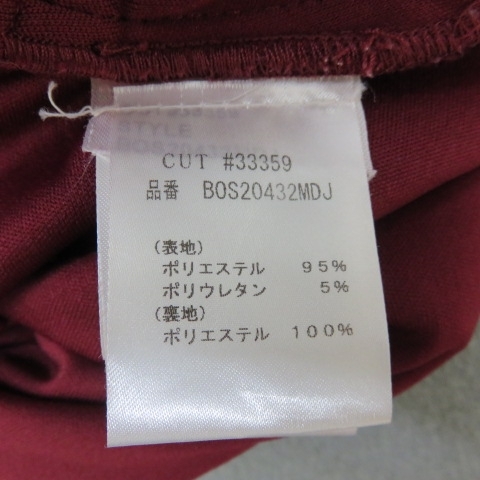 STYLE
CUT #33359
品番 BOS20432MDJ
(表地)
ポリエステル 95%
ポリウレタン 5%
(裏地)
ポリエステル 100%